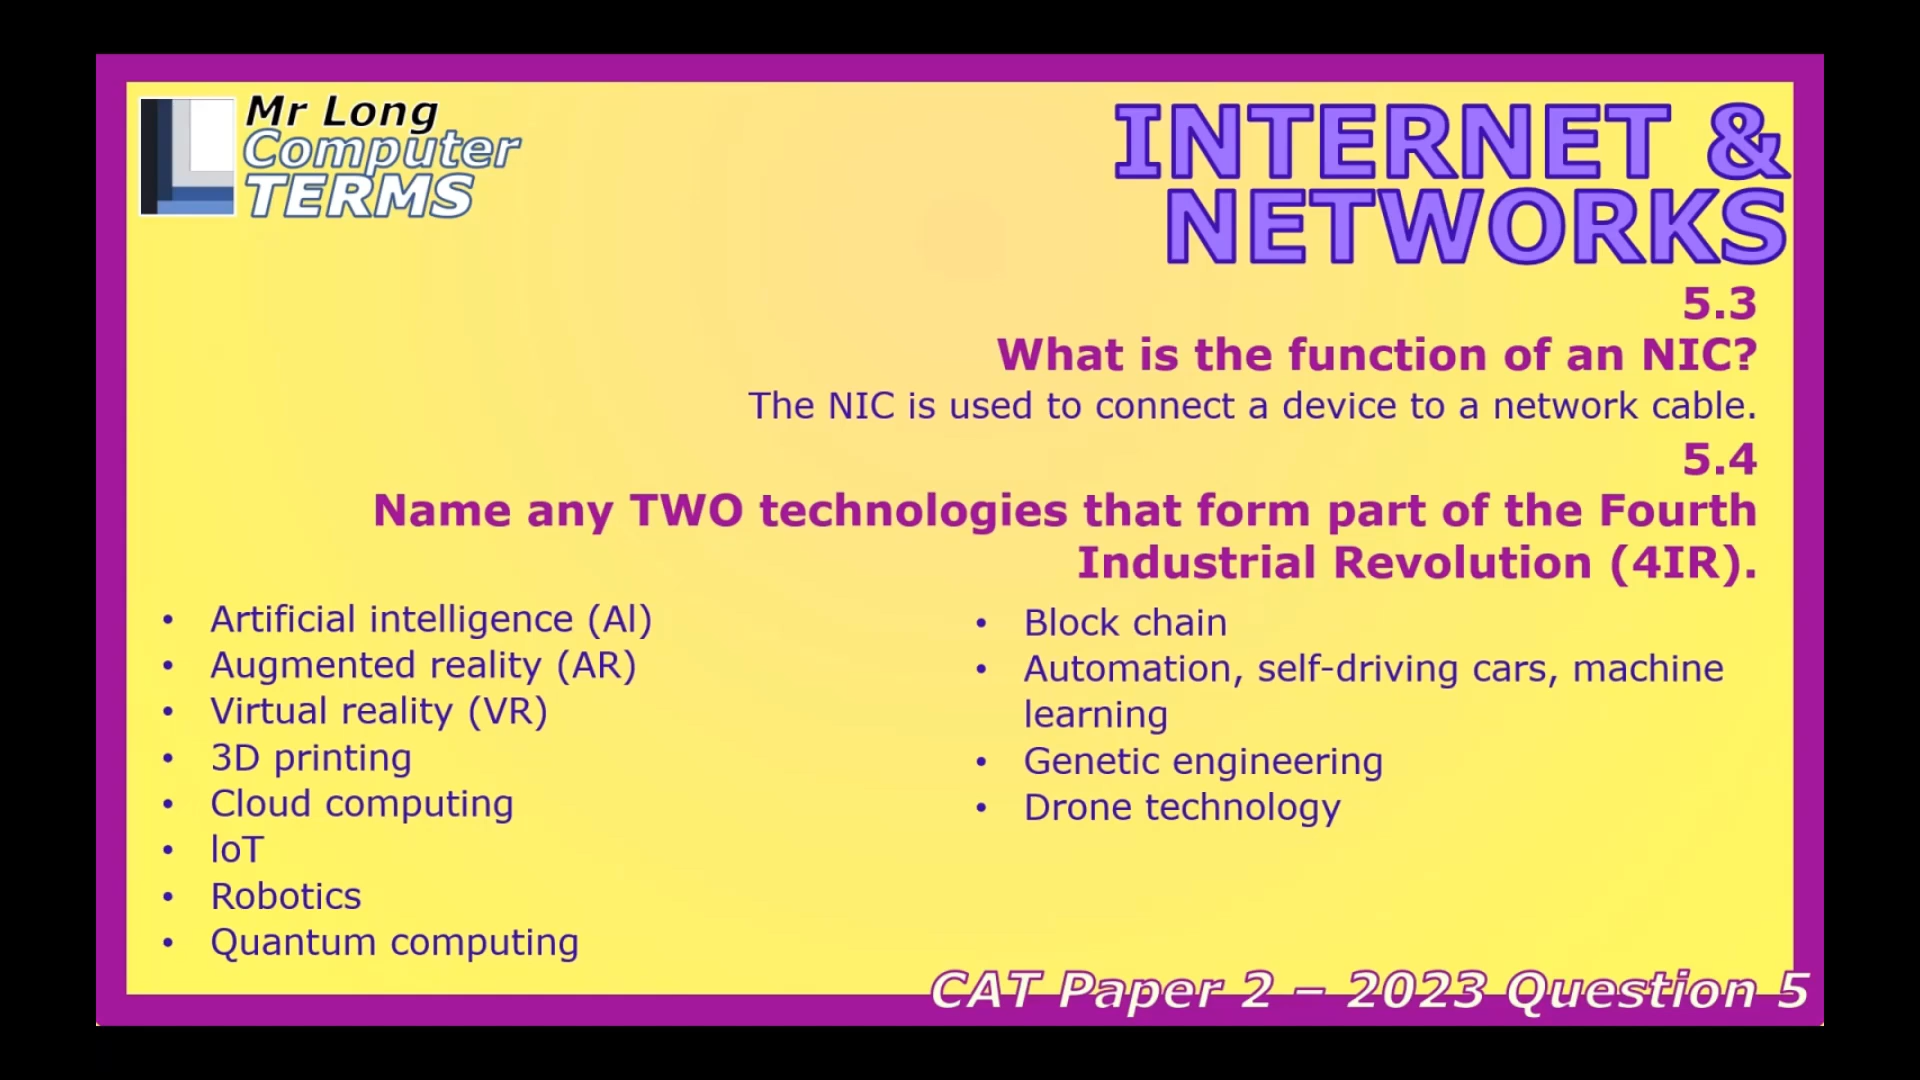 Mr Long
Computer
TERMS
INTERNET &
NETWORKS
5.3
What is the function of an NIC?
The NIC is used to connect a device to a network cable.
5.4
Name any TWO technologies that form part of the Fourth
Industrial Revolution (4IR).
• Artificial intelligence (Al)
• Augmented reality (AR)
• Virtual reality (VR)
• 3D printing
• Cloud computing
• loT
• Robotics
• Quantum computing
• Block chain
• Automation, self-driving cars, machine
learning
• Genetic engineering
• Drone technology
CAT Paper 2 – 2023 Question 5